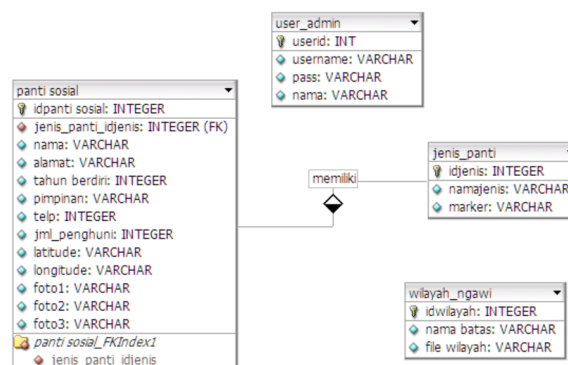 user_admin
userid: INT
username: VARCHAR
pass: VARCHAR
nama: VARCHAR
panti sosial
idpanti sosial: INTEGER
jenis_panti_idjenis: INTEGER (FK)
nama: VARCHAR
alamat: VARCHAR
tahun berdiri: INTEGER
pimpinan: VARCHAR
telp: INTEGER
jml_penghuni: INTEGER
latitude: VARCHAR
longitude: VARCHAR
foto1: VARCHAR
foto2: VARCHAR
foto3: VARCHAR
panti sosial_FKIndex1
jenis_panti_idjenis
memiliki
jenis_panti
idjenis: INTEGER
namajenis: VARCHAR
marker: VARCHAR
wilayah_ngawi
idwilayah: INTEGER
nama batas: VARCHAR
file wilayah: VARCHAR